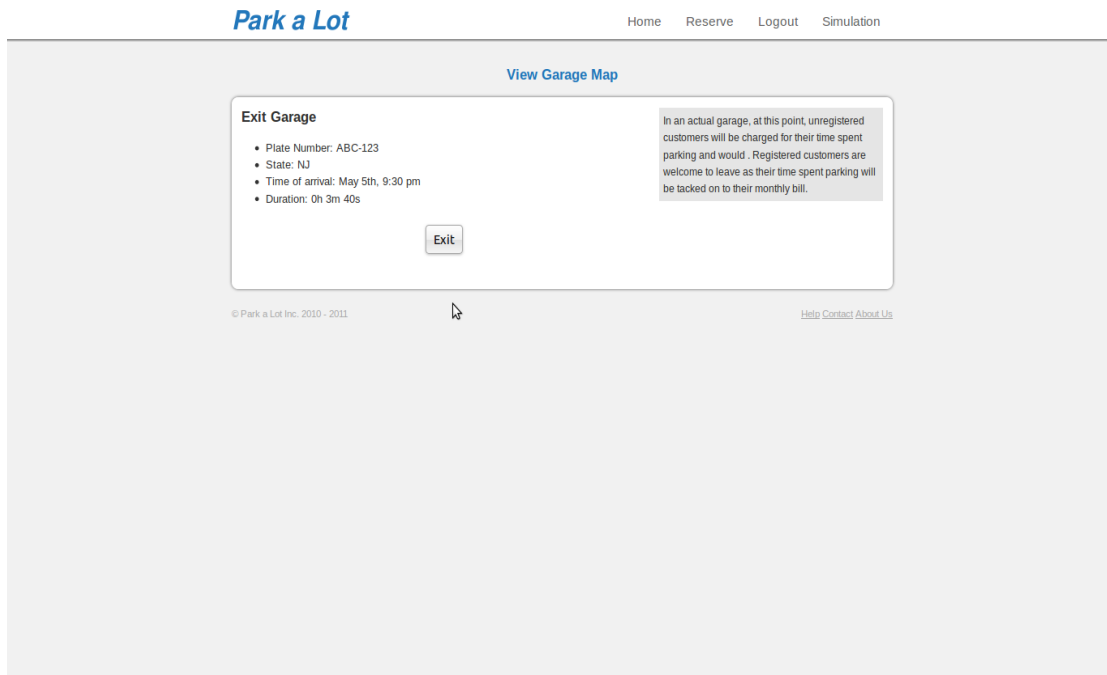 Park a Lot
Home Reserve Logout Simulation
View Garage Map
Exit Garage
• Plate Number: ABC-123
• State: NJ
• Time of arrival: May 5th, 9:30 pm
• Duration: 0h 3m 40s
Exit
In an actual garage, at this point, unregistered
customers will be charged for their time spent
parking and would . Registered customers are
welcome to leave as their time spent parking will
be tacked on to their monthly bill.
© Park a Lot Inc. 2010 - 2011
Help Contact About Us